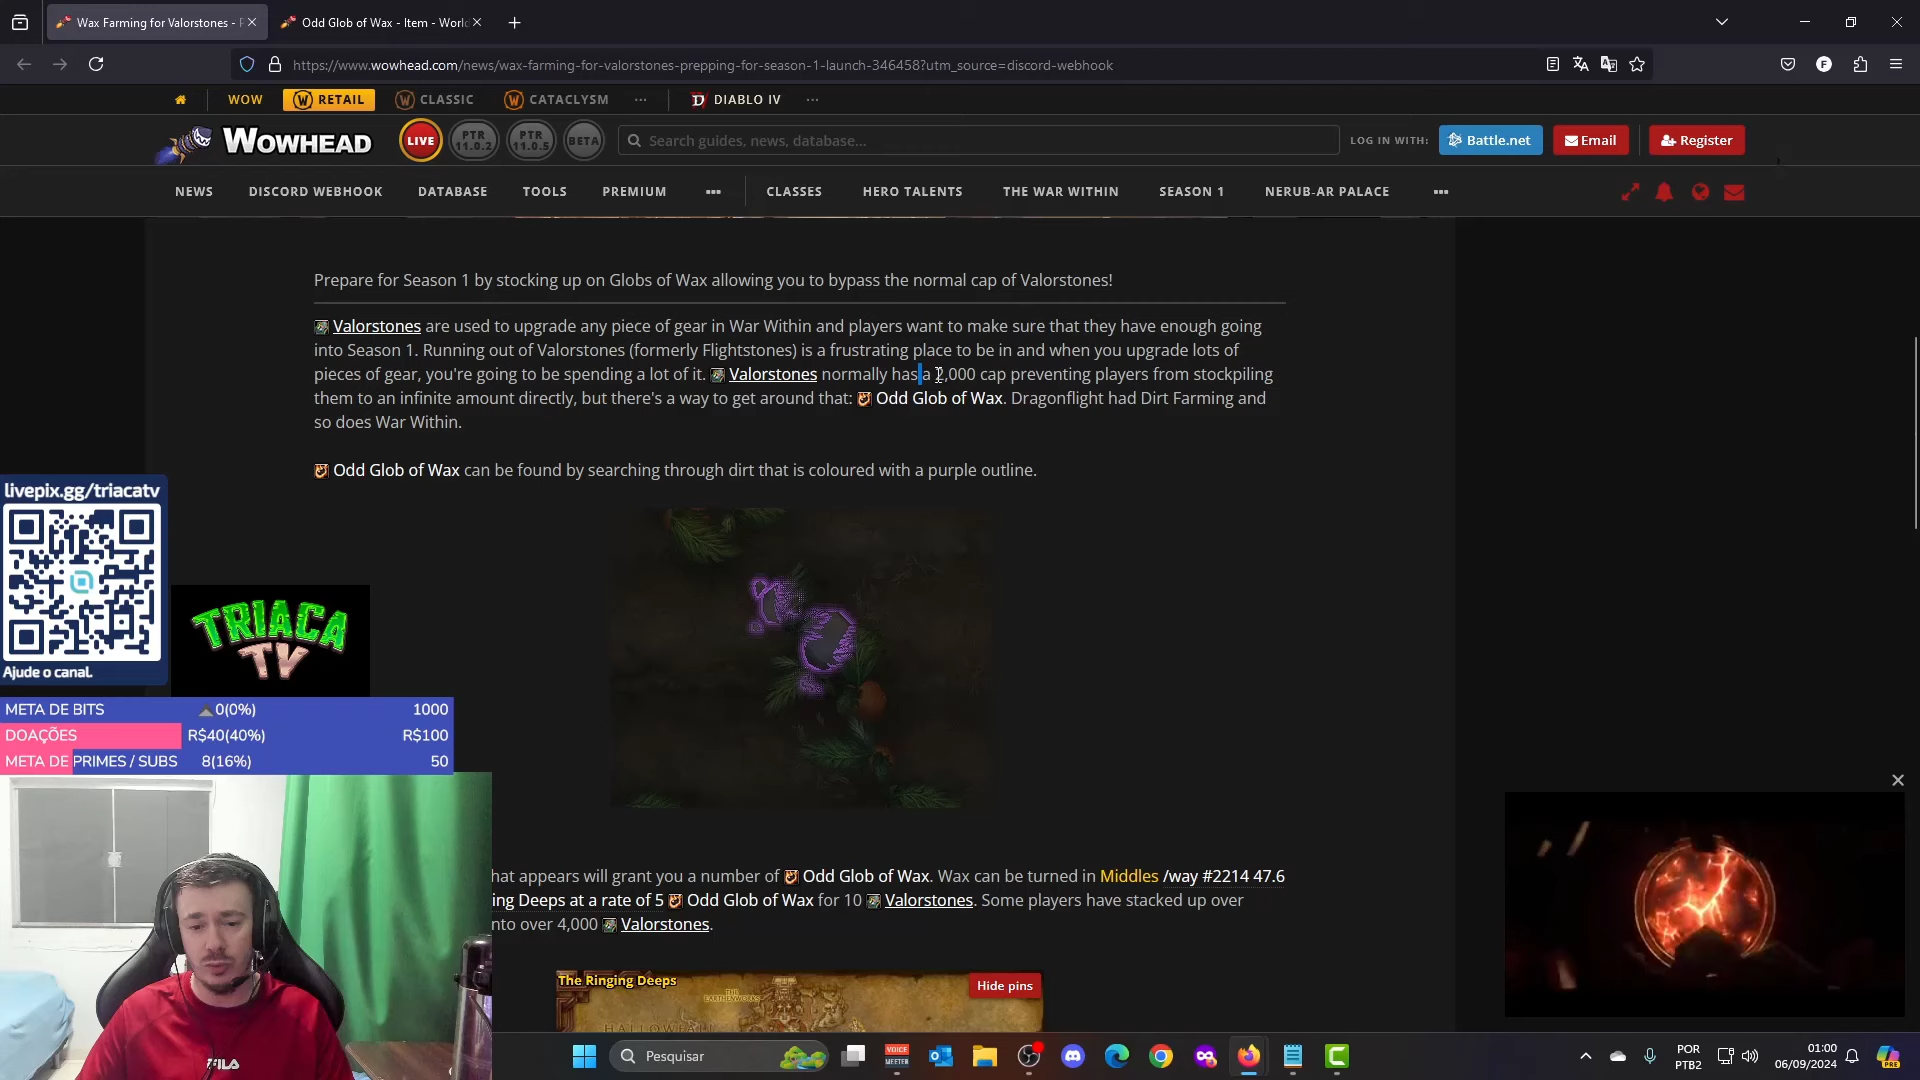 Wax Farming for Valorstones - P
Odd Glob of Wax - Item - World
https://www.wowhead.com/news/wax-farming-for-valorstones-prepping-for-season-1-launch-346458?utm_source=discord-webhook
WOW
RETAIL
CLASSIC
CATACLYSM
DIABLO IV
WOWHEAD
LIVE
PTR 11.0.2
PTR 11.0.5
BETA
Search guides, news, database...
LOG IN WITH:
Battle.net
Email
Register
NEWS
DISCORD WEBHOOK
DATABASE
TOOLS
PREMIUM
CLASSES
HERO TALENTS
THE WAR WITHIN
SEASON 1
NERUB-AR PALACE
Prepare for Season 1 by stocking up on Globs of Wax allowing you to bypass the normal cap of Valorstones!
Valorstones are used to upgrade any piece of gear in War Within and players want to make sure that they have enough going
into Season 1. Running out of Valorstones (formerly Flightstones) is a frustrating place to be in and when you upgrade lots of
pieces of gear, you're going to be spending a lot of it. Valorstones normally has a 2,000 cap preventing players from stockpiling
them to an infinite amount directly, but there's a way to get around that: Odd Glob of Wax. Dragonflight had Dirt Farming and
so does War Within.
Odd Glob of Wax can be found by searching through dirt that is coloured with a purple outline.
livepix.gg/triacatv
Ajude o canal.
TRIACA
TV
META DE BITS 0(0%) 1000
DOAÇÕES R$40(40%) R$100
META DE PRIMES / SUBS 8(16%) 50
hat appears will grant you a number of Odd Glob of Wax. Wax can be turned in Middles /way #2214 47.6
ing Deeps at a rate of 5 Odd Glob of Wax for 10 Valorstones. Some players have stacked up over
nto over 4,000 Valorstones.
The Ringing Deeps
Hide pins
THE EARTHENWORKS
HALLOWFALL
FILA
Pesquisar
VOICE MEETER
POR
PTB2
01:00
06/09/2024
PRE